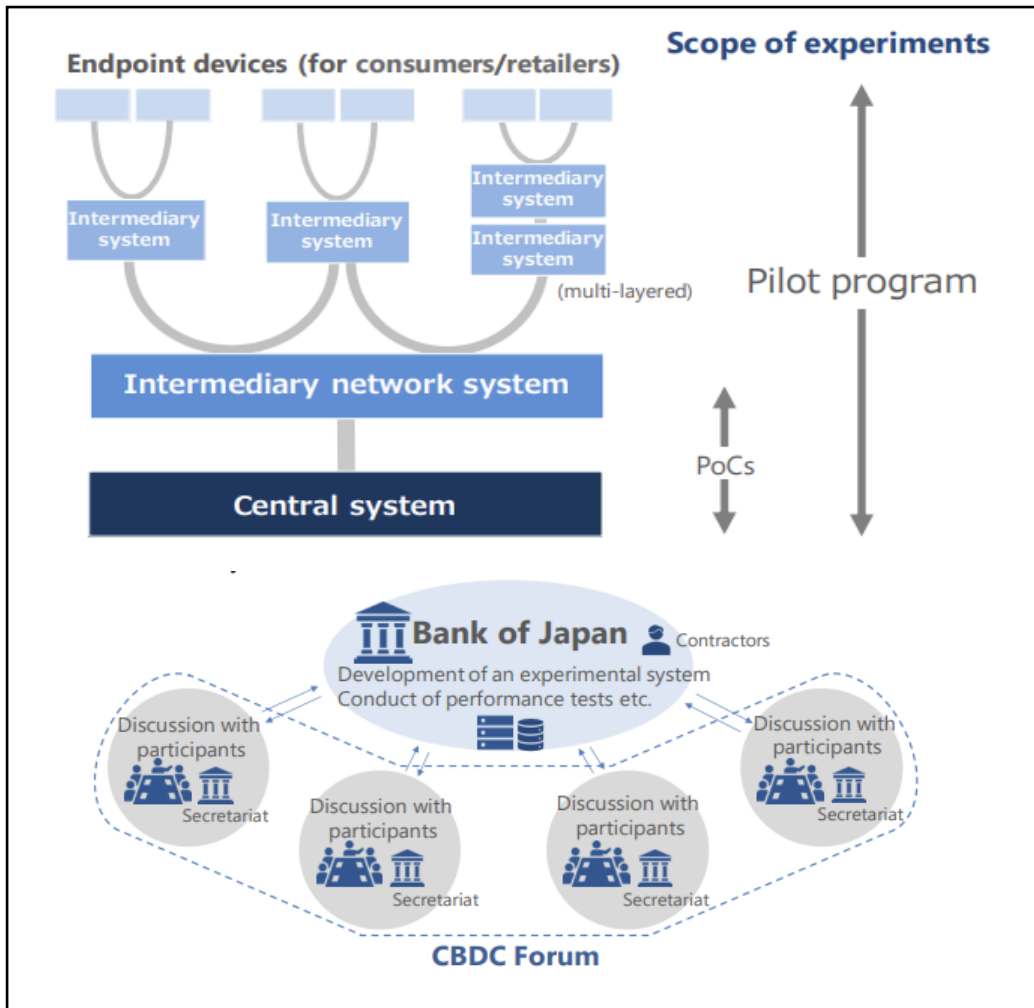 Scope of experiments
Endpoint devices (for consumers/retailers)
Intermediary
system
Intermediary
system
Intermediary
system
Intermediary
system
(multi-layered)
Pilot program
Intermediary network system
PoCs
Central system
Bank of Japan
Contractors
Development of an experimental system
Conduct of performance tests etc.
Discussion with
participants
Secretariat
Discussion with
participants
Secretariat
Discussion with
participants
Secretariat
Discussion with
participants
Secretariat
CBDC Forum